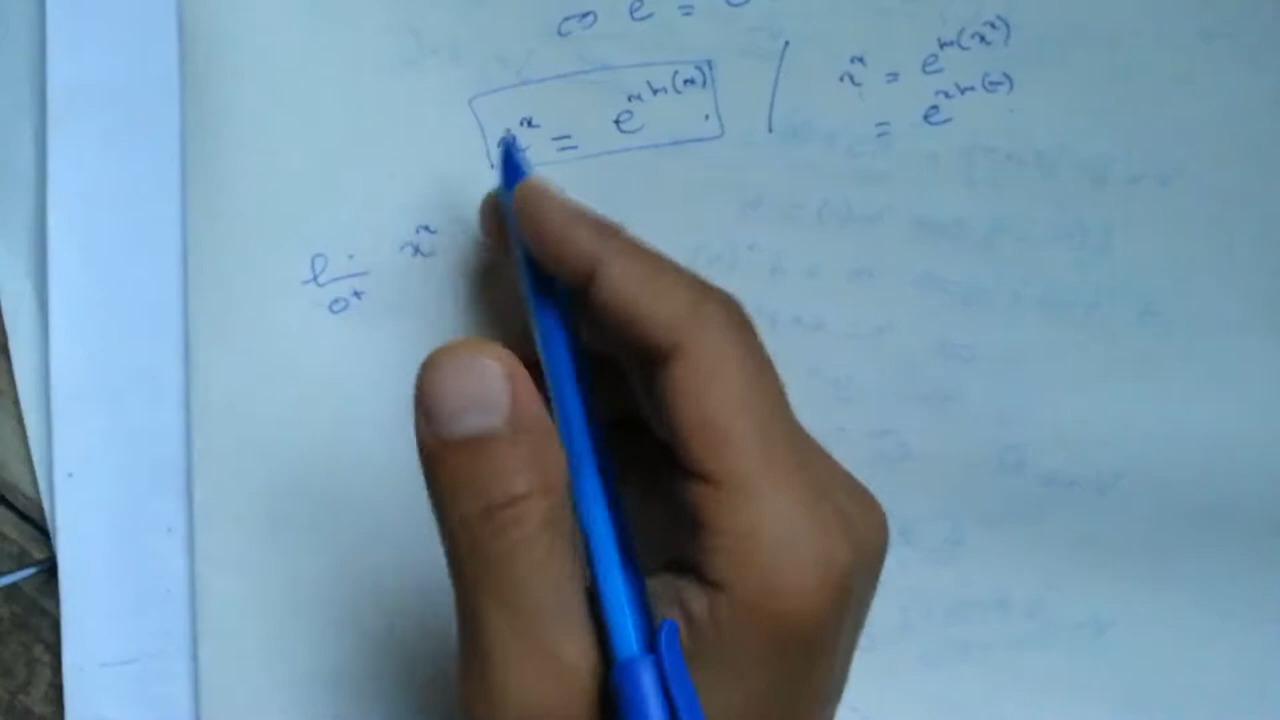 e =
x^x = e^{x ln(x)} . | x^x = e^{ln(x^x)}
= e^{x ln(x)} .
lim 0^+ x^x